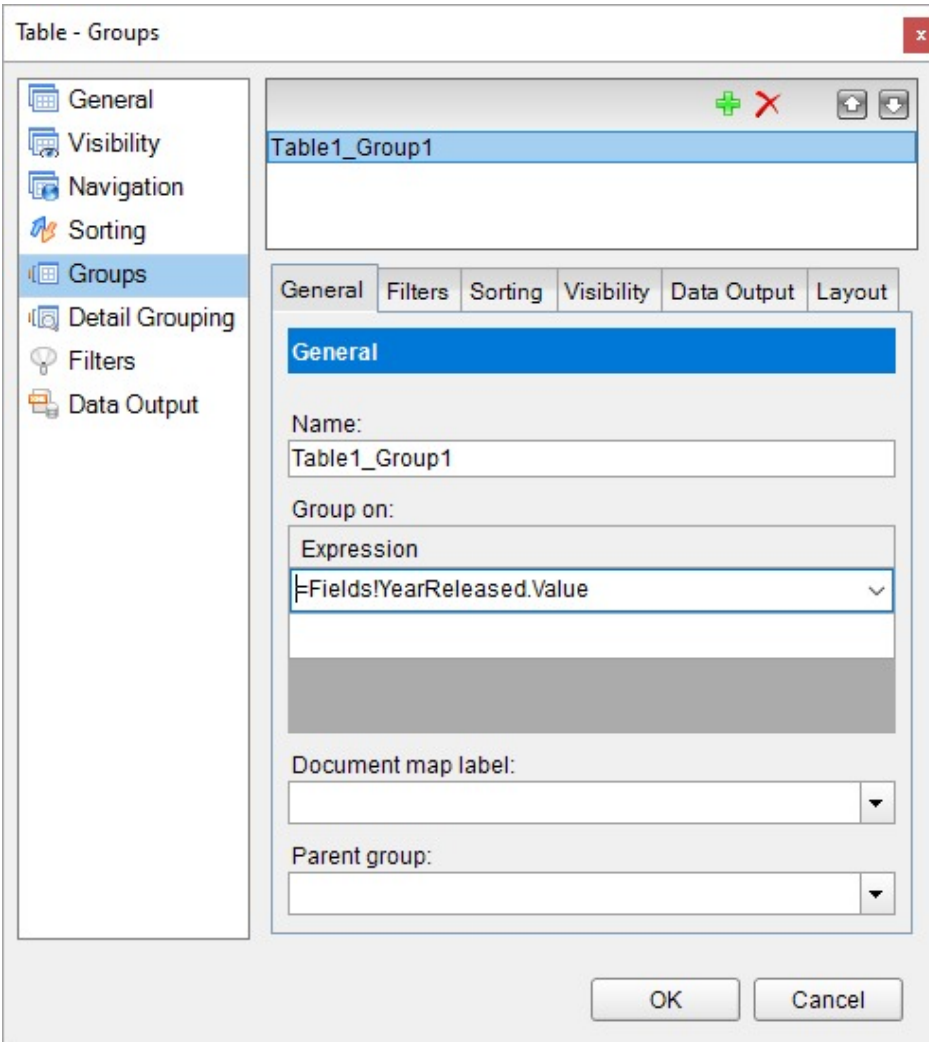 Table - Groups
x
General
Visibility
Navigation
Sorting
Groups
Detail Grouping
Filters
Data Output
Table1_Group1
General Filters Sorting Visibility Data Output Layout
General
Name:
Table1_Group1
Group on:
Expression
=Fields!YearReleased.Value
Document map label:
Parent group:
OK Cancel